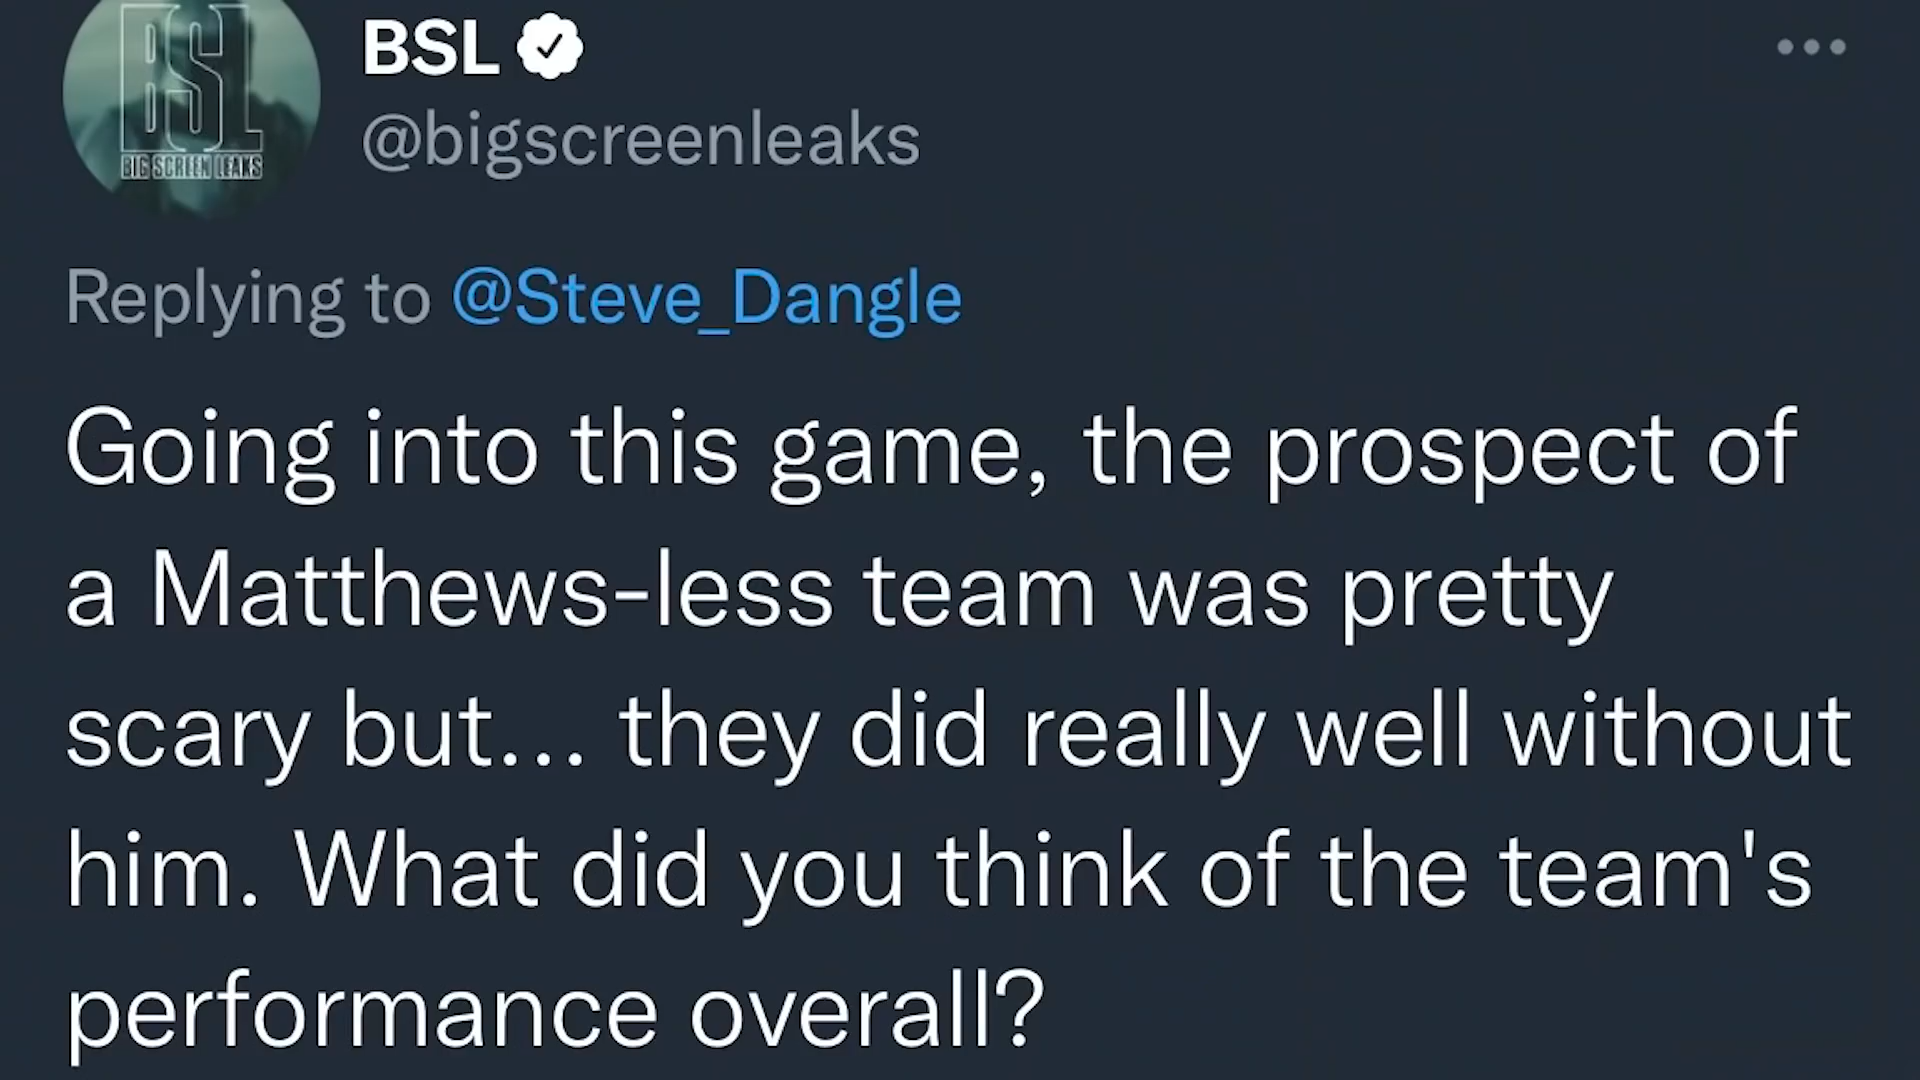 BSL
BIG SCREEN LEAKS
BSL
@bigscreenleaks
Replying to @Steve_Dangle
Going into this game, the prospect of
a Matthews-less team was pretty
scary but... they did really well without
him. What did you think of the team's
performance overall?